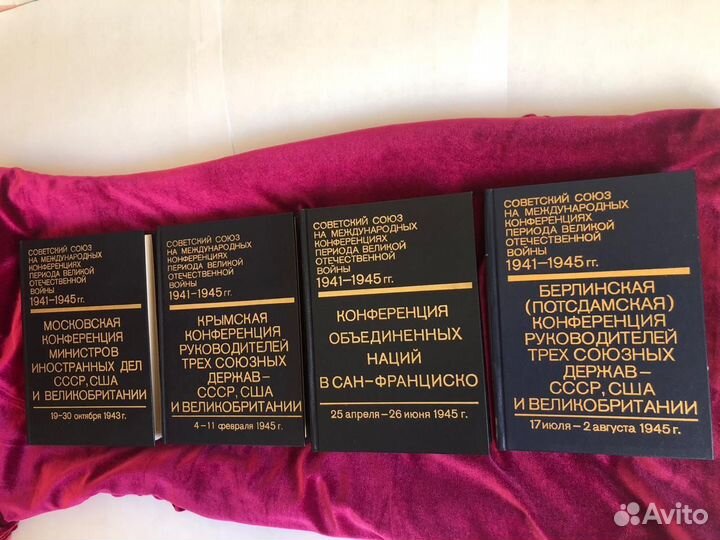 СОВЕТСКИЙ СОЮЗ
НА МЕЖДУНАРОДНЫХ
КОНФЕРЕНЦИЯХ
ПЕРИОДА ВЕЛИКОЙ
ОТЕЧЕСТВЕННОЙ
ВОЙНЫ
1941–1945 гг.
МОСКОВСКАЯ
КОНФЕРЕНЦИЯ
МИНИСТРОВ
ИНОСТРАННЫХ ДЕЛ
СССР, США
И ВЕЛИКОБРИТАНИИ
19–30 октября 1943 г.
СОВЕТСКИЙ СОЮЗ
НА МЕЖДУНАРОДНЫХ
КОНФЕРЕНЦИЯХ
ПЕРИОДА ВЕЛИКОЙ
ОТЕЧЕСТВЕННОЙ
ВОЙНЫ
1941–1945 гг.
КРЫМСКАЯ
КОНФЕРЕНЦИЯ
РУКОВОДИТЕЛЕЙ
ТРЕХ СОЮЗНЫХ
ДЕРЖАВ–
СССР, США
И ВЕЛИКОБРИТАНИИ
4–11 февраля 1945 г.
СОВЕТСКИЙ СОЮЗ
НА МЕЖДУНАРОДНЫХ
КОНФЕРЕНЦИЯХ
ПЕРИОДА ВЕЛИКОЙ
ОТЕЧЕСТВЕННОЙ
ВОЙНЫ
1941–1945 гг.
КОНФЕРЕНЦИЯ
ОБЪЕДИНЕННЫХ
НАЦИЙ
В САН-ФРАНЦИСКО
25 апреля – 26 июня 1945 г.
СОВЕТСКИЙ СОЮЗ
НА МЕЖДУНАРОДНЫХ
КОНФЕРЕНЦИЯХ
ПЕРИОДА ВЕЛИКОЙ
ОТЕЧЕСТВЕННОЙ
ВОЙНЫ
1941–1945 гг.
БЕРЛИНСКАЯ
(ПОТСДАМСКАЯ)
КОНФЕРЕНЦИЯ
РУКОВОДИТЕЛЕЙ
ТРЕХ СОЮЗНЫХ
ДЕРЖАВ–
СССР, США
И ВЕЛИКОБРИТАНИИ
17 июля – 2 августа 1945 г.
Avito